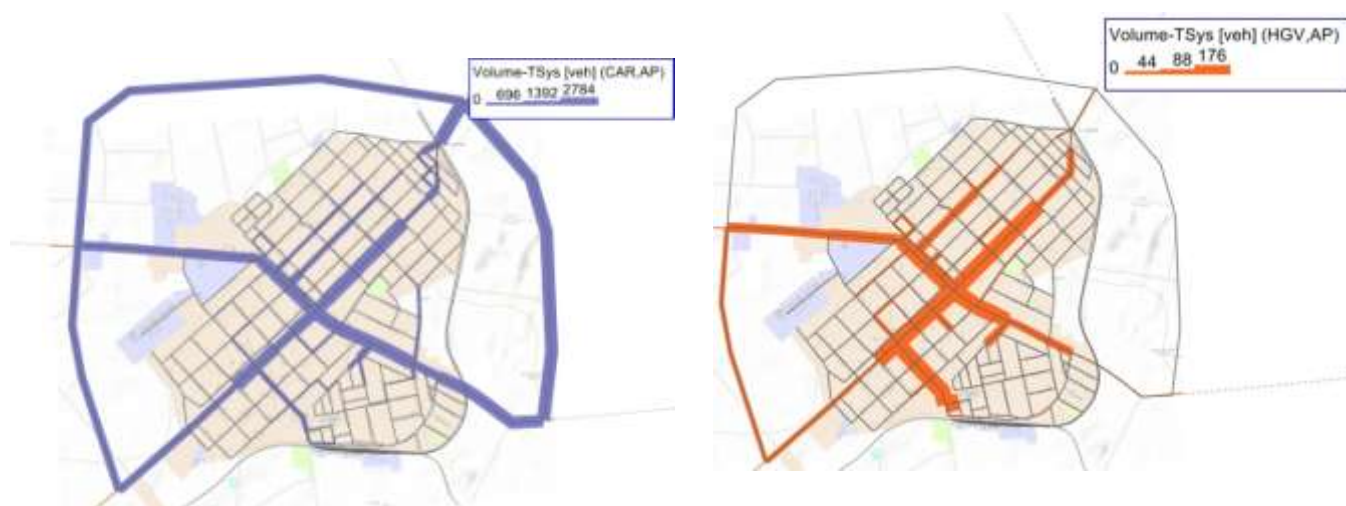 Volume-TSys [veh] (CAR,AP)
0 696 1392 2784
Volume-TSys [veh] (HGV,AP)
0 44 88 176